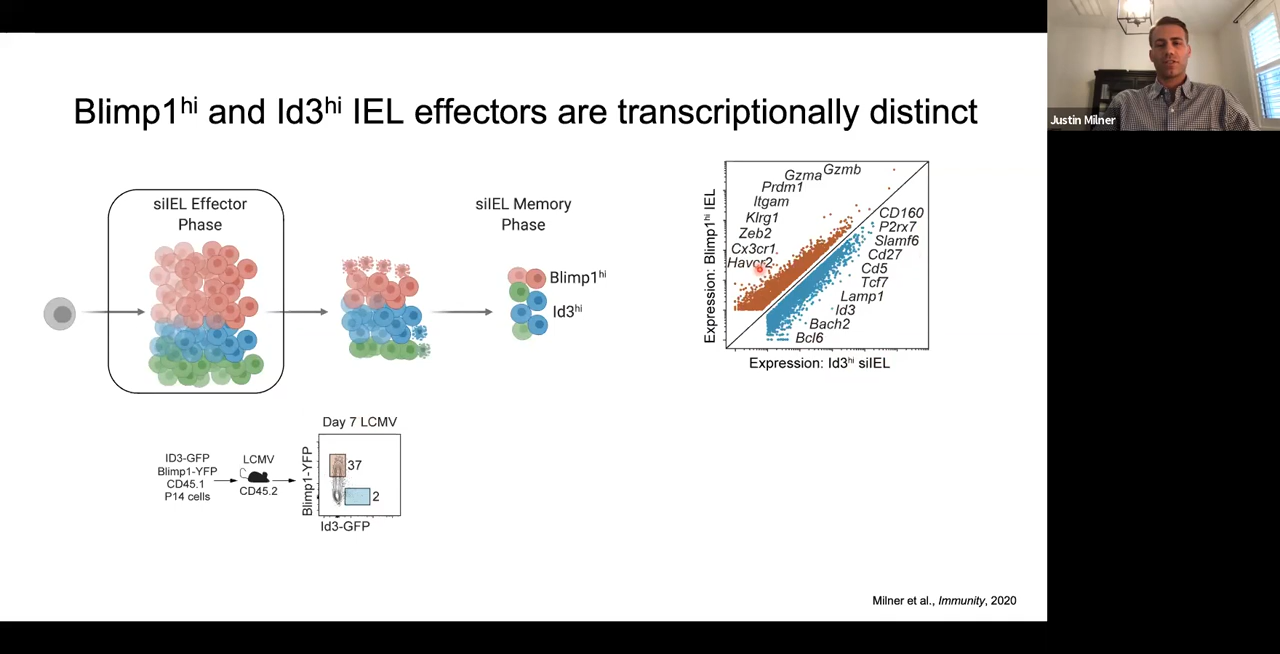 Blimp1hi and Id3hi IEL effectors are transcriptionally distinct
Justin Milner
siIEL Effector
Phase
siIEL Memory
Phase
Blimp1hi
Id3hi
Expression: Blimp1hi IEL
Gzmb
Gzma
Prdm1
Itgam
Klrg1
Zeb2
Cx3cr1
Havcr2
CD160
P2rx7
Slamf6
Cd27
Cd5
Tcf7
Lamp1
Id3
Bach2
Bcl6
Expression: Id3hi siIEL
ID3-GFP
Blimp1-YFP
CD45.1
P14 cells
LCMV
CD45.2
Day 7 LCMV
Blimp1-YFP
37
2
Id3-GFP
Milner et al., Immunity, 2020